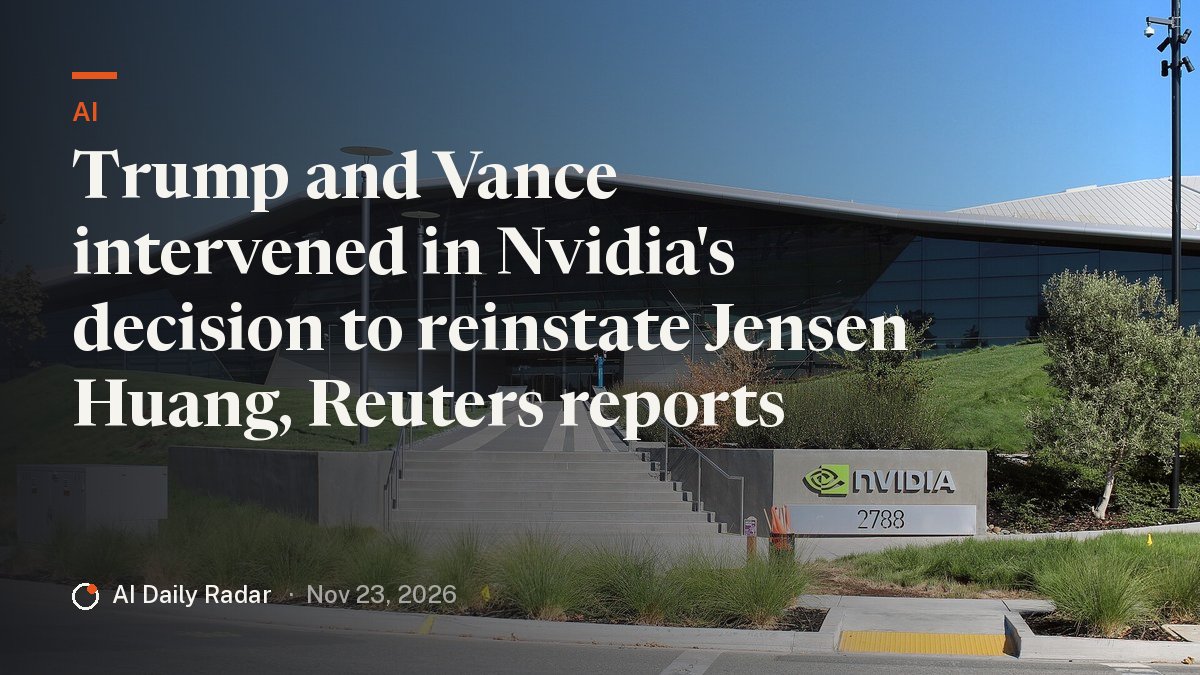 AI
Trump and Vance
intervened in Nvidia's
decision to reinstate Jensen
Huang, Reuters reports
NVIDIA
2788
AI Daily Radar · Nov 23, 2026